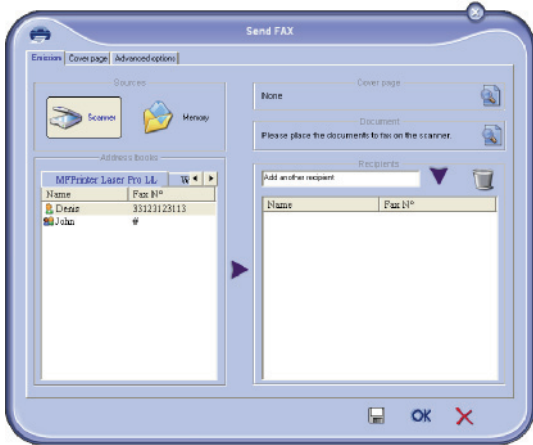 Send FAX
Emission Cover page Advanced options
Sources
Scanner Memory
Address books
MFPrinter Laser Pro LL W
Name Fax N°
Denis 33123123113
John #
Cover page
None
Document
Please place the documents to fax on the scanner.
Recipients
Add another recipient
Name Fax N°
OK